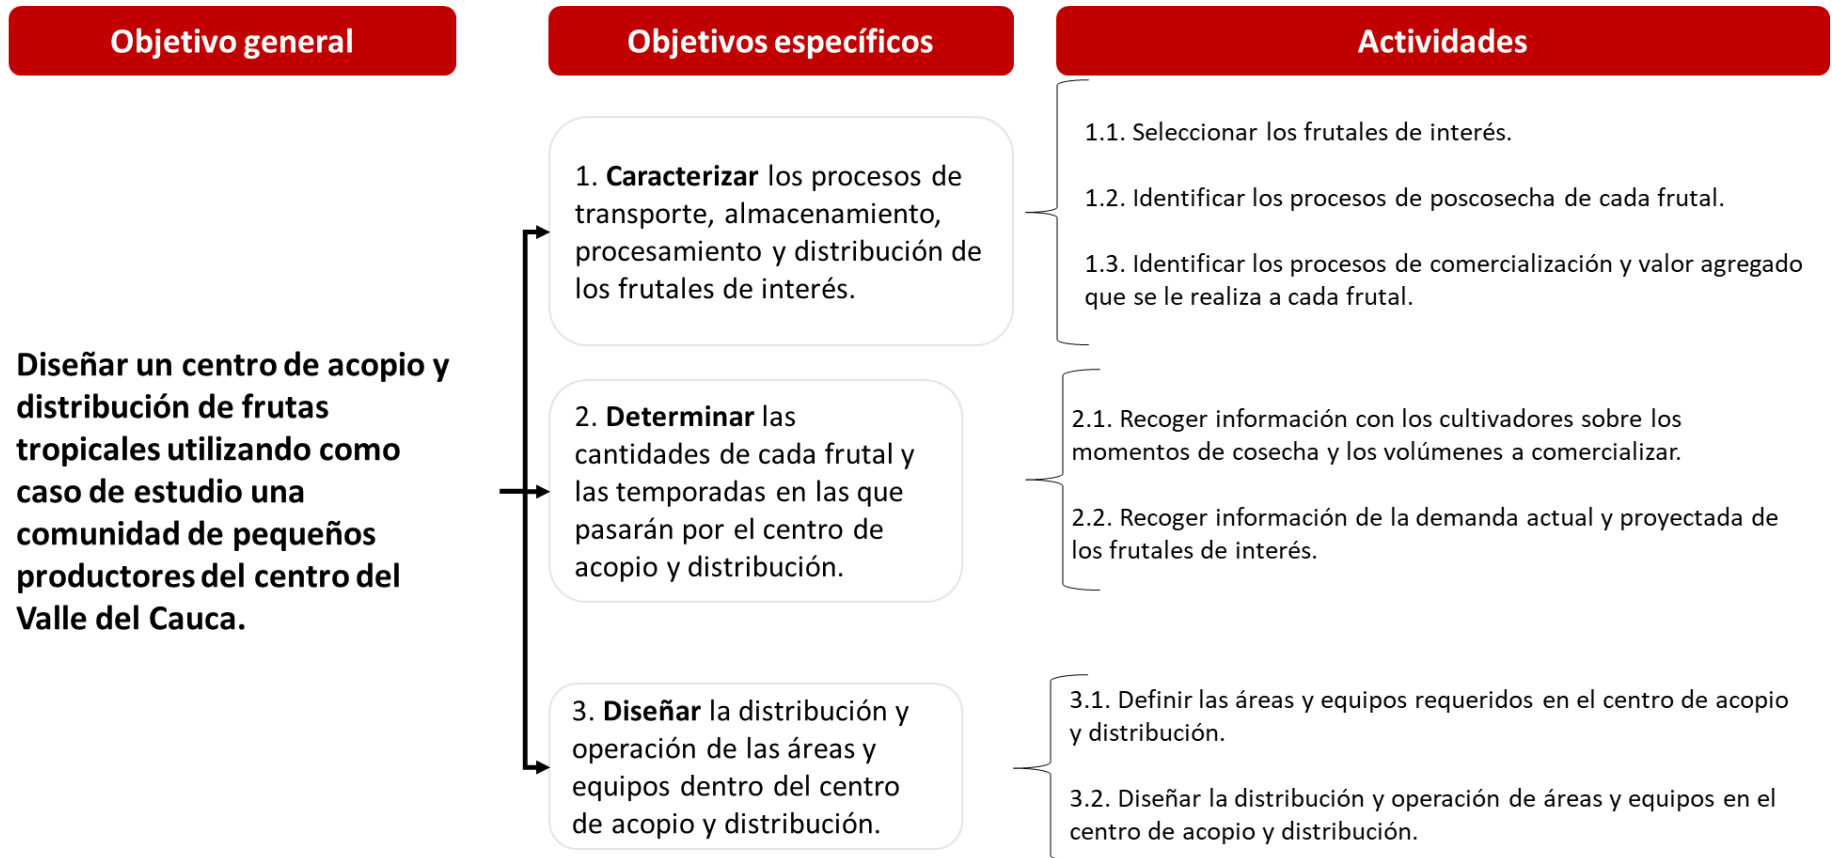 Objetivo general
Objetivos específicos
Actividades
Diseñar un centro de acopio y
distribución de frutas
tropicales utilizando como
caso de estudio una
comunidad de pequeños
productores del centro del
Valle del Cauca.
1. Caracterizar los procesos de
transporte, almacenamiento,
procesamiento y distribución de
los frutales de interés.
1.1. Seleccionar los frutales de interés.
1.2. Identificar los procesos de poscosecha de cada frutal.
1.3. Identificar los procesos de comercialización y valor agregado
que se le realiza a cada frutal.
2. Determinar las
cantidades de cada frutal y
las temporadas en las que
pasarán por el centro de
acopio y distribución.
2.1. Recoger información con los cultivadores sobre los
momentos de cosecha y los volúmenes a comercializar.
2.2. Recoger información de la demanda actual y proyectada de
los frutales de interés.
3. Diseñar la distribución y
operación de las áreas y
equipos dentro del centro
de acopio y distribución.
3.1. Definir las áreas y equipos requeridos en el centro de acopio
y distribución.
3.2. Diseñar la distribución y operación de áreas y equipos en el
centro de acopio y distribución.